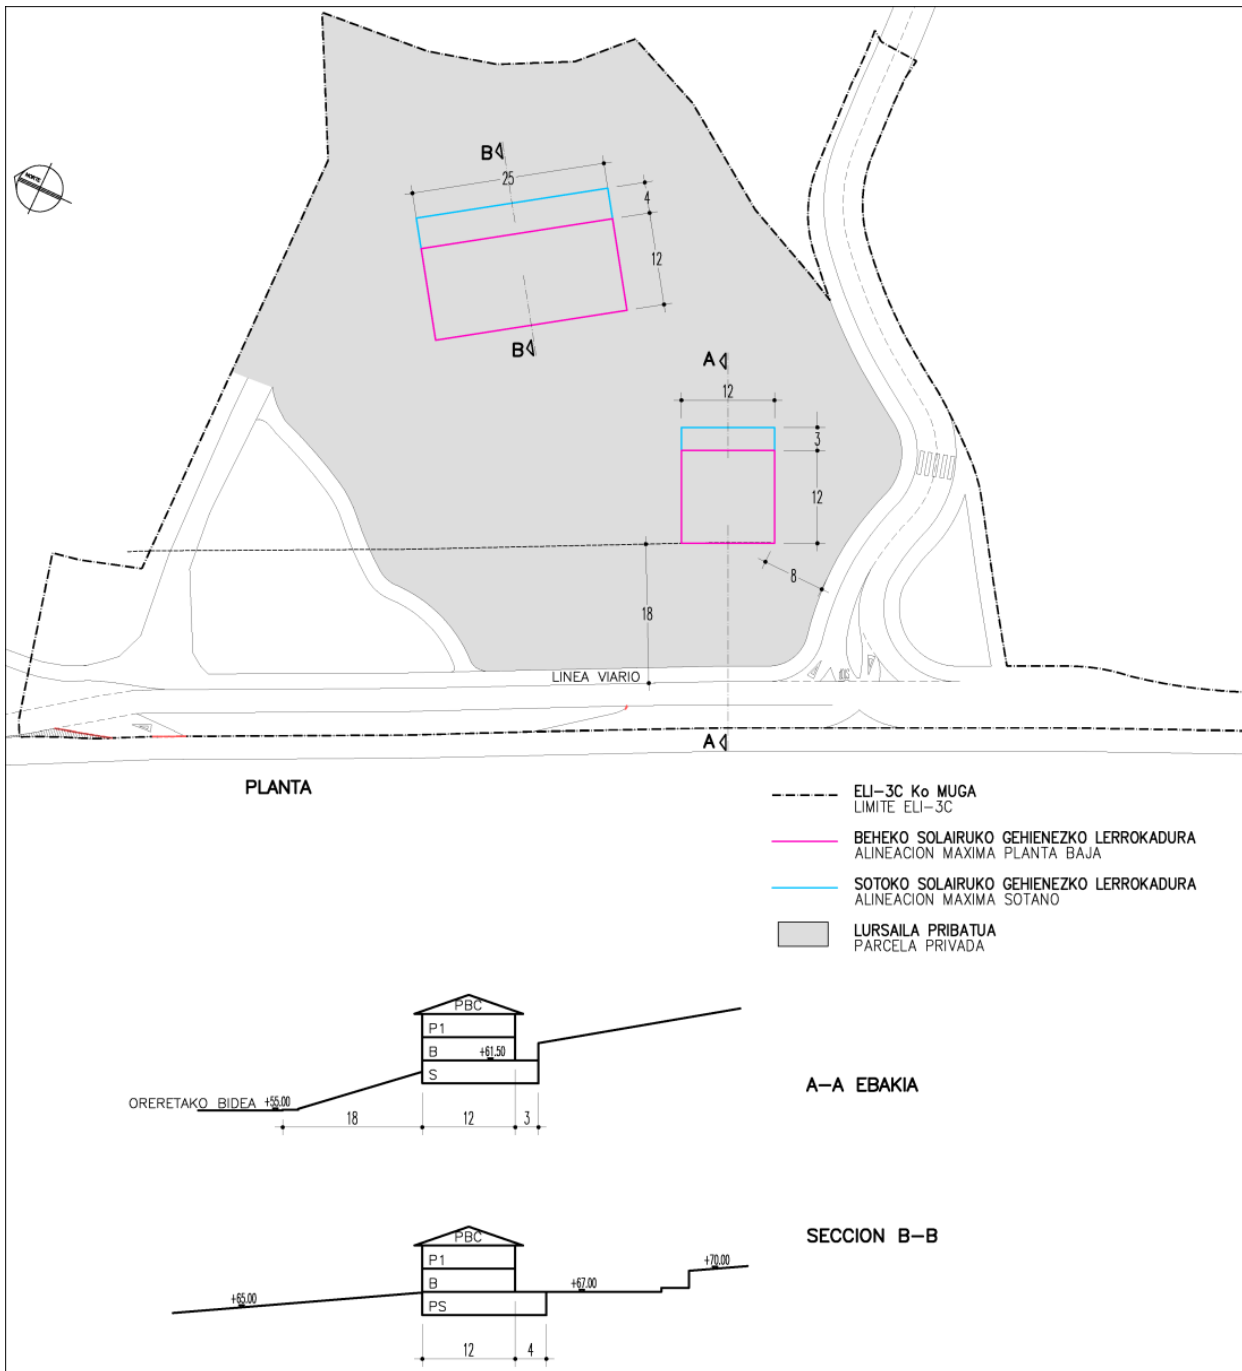 B
25
4
12
NORTE
B
A
12
3
12
8
18
LINEA VIARIO
A
PLANTA
ELI-3C Ko MUGA
LIMITE ELI-3C
BEHEKO SOLAIRUKO GEHIENEZKO LERROKADURA
ALINEACION MAXIMA PLANTA BAJA
SOTOKO SOLAIRUKO GEHIENEZKO LERROKADURA
ALINEACION MAXIMA SOTANO
LURSAILA PRIBATUA
PARCELA PRIVADA
PBC
P1
B +61.50
S
A-A EBAKIA
ORERETAKO BIDEA +55.00
18 12 3
SECCION B-B
PBC
P1
+70.00
B
+67.00
+65.00
PS
12 4